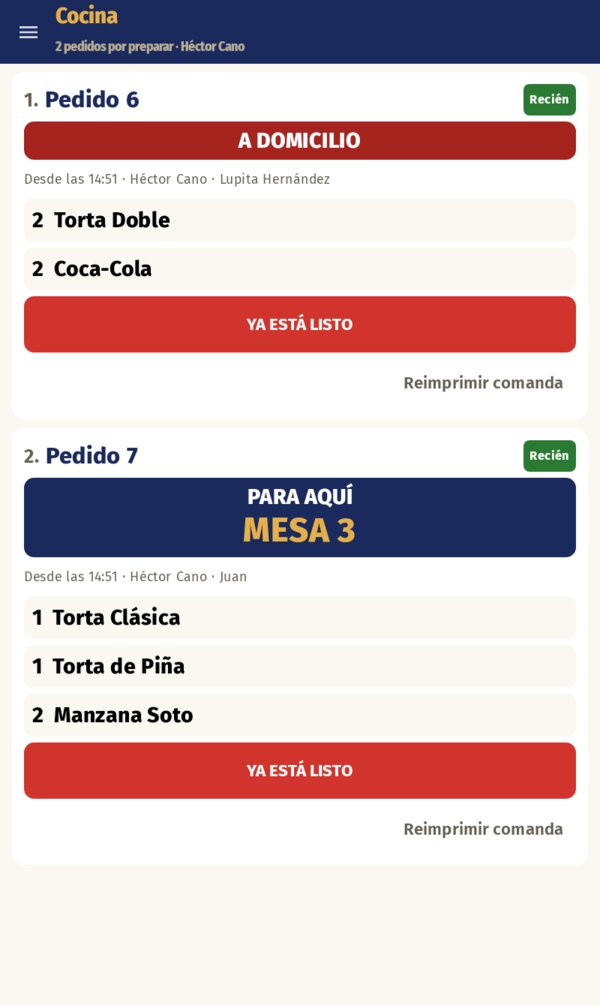 Cocina
2 pedidos por preparar · Héctor Cano
1. Pedido 6
Recién
A DOMICILIO
Desde las 14:51 · Héctor Cano · Lupita Hernández
2 Torta Doble
2 Coca-Cola
YA ESTÁ LISTO
Reimprimir comanda
2. Pedido 7
Recién
PARA AQUÍ
MESA 3
Desde las 14:51 · Héctor Cano · Juan
1 Torta Clásica
1 Torta de Piña
2 Manzana Soto
YA ESTÁ LISTO
Reimprimir comanda